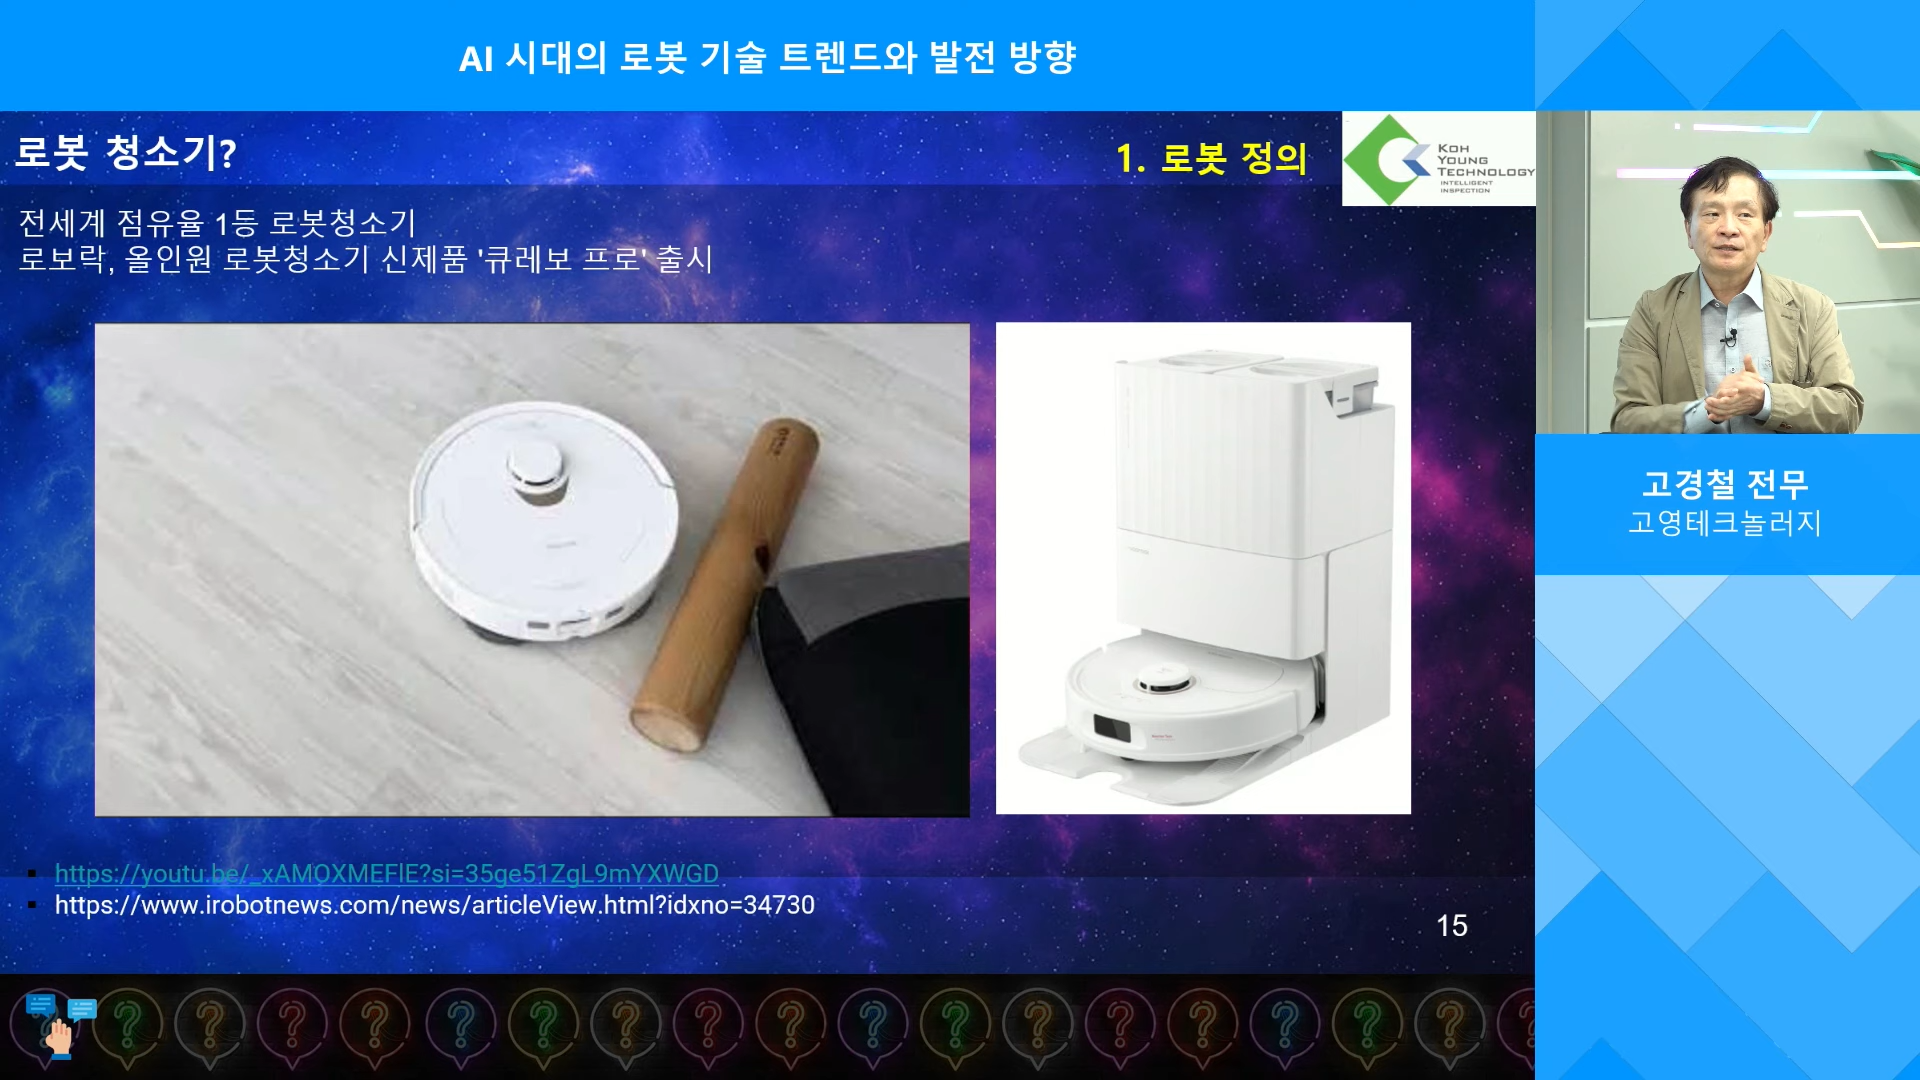 AI 시대의 로봇 기술 트렌드와 발전 방향
로봇 청소기?
1. 로봇 정의
KOH
YOUNG
TECHNOLOGY
INTELLIGENT
INSPECTION
전세계 점유율 1등 로봇청소기
로보락, 올인원 로봇청소기 신제품 '큐레보 프로' 출시
고경철 전무
고영테크놀러지
https://youtu.be/_xAMOXMEFlE?si=35ge51ZgL9mYXWGD
https://www.irobotnews.com/news/articleView.html?idxno=34730
15